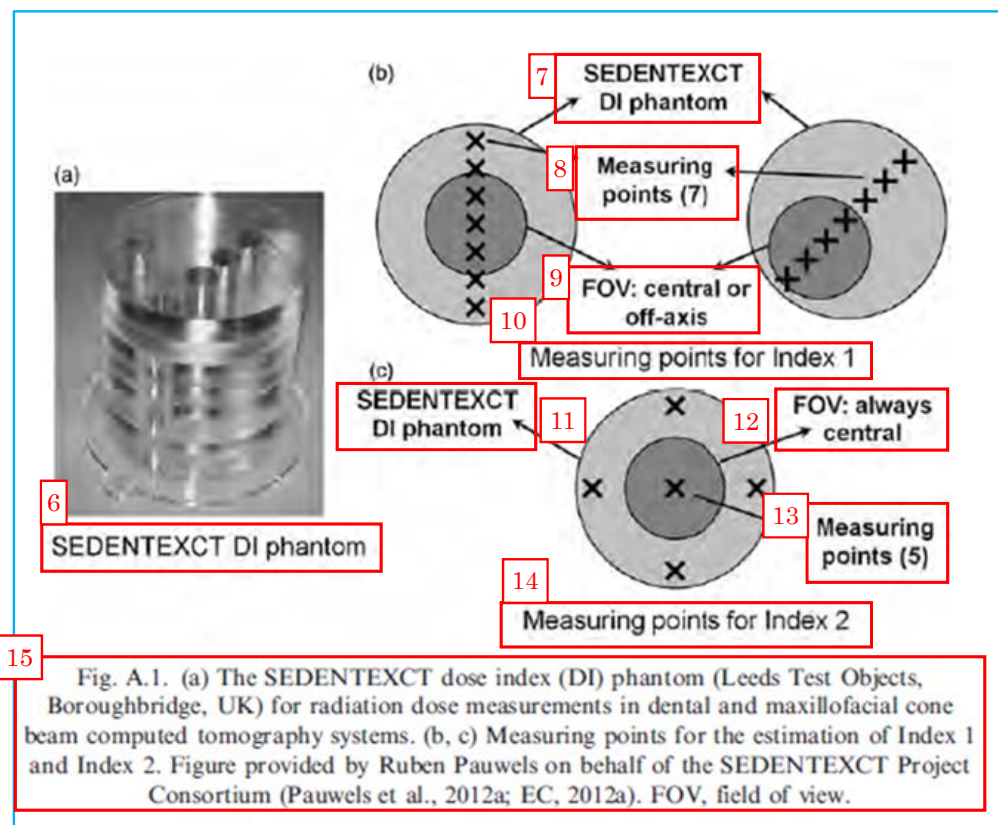 (a)
6
SEDENTEXCT DI phantom
(b)
7
SEDENTEXCT
DI phantom
8
Measuring
points (7)
9
FOV: central or
off-axis
10
Measuring points for Index 1
(c)
11
SEDENTEXCT
DI phantom
12
FOV: always
central
13
Measuring
points (5)
14
Measuring points for Index 2
15
Fig. A.1. (a) The SEDENTEXCT dose index (DI) phantom (Leeds Test Objects,
Boroughbridge, UK) for radiation dose measurements in dental and maxillofacial cone
beam computed tomography systems. (b, c) Measuring points for the estimation of Index 1
and Index 2. Figure provided by Ruben Pauwels on behalf of the SEDENTEXCT Project
Consortium (Pauwels et al., 2012a; EC, 2012a). FOV, field of view.